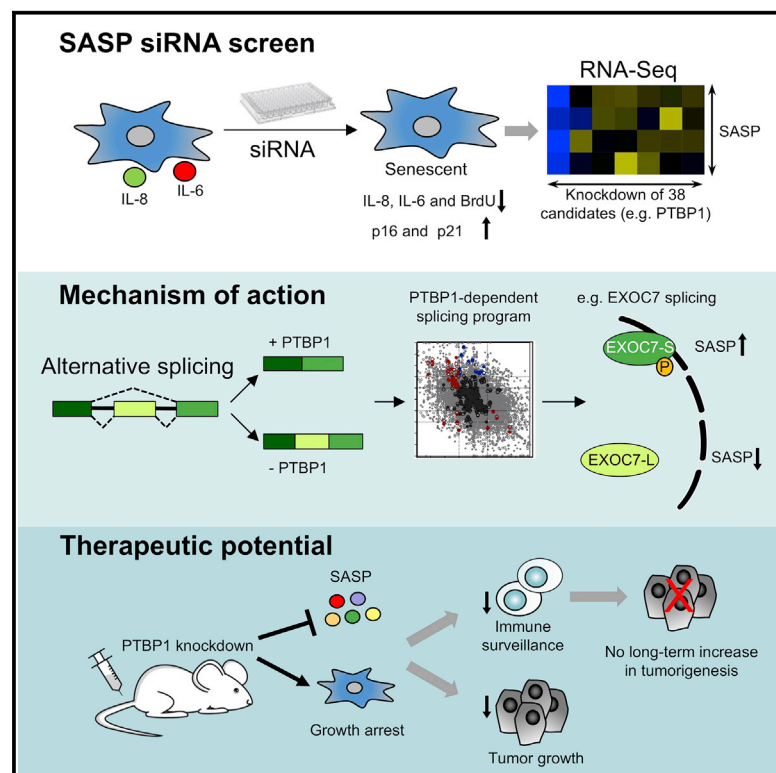 SASP siRNA screen
RNA-Seq
siRNA
SASP
IL-8
IL-6
Senescent
IL-8, IL-6 and BrdU
p16 and p21
Knockdown of 38
candidates (e.g. PTBP1)
Mechanism of action
Alternative splicing
+ PTBP1
- PTBP1
PTBP1-dependent
splicing program
e.g. EXOC7 splicing
EXOC7-S
P
SASP
EXOC7-L
SASP
Therapeutic potential
PTBP1 knockdown
SASP
Growth arrest
Immune
surveillance
Tumor growth
No long-term increase
in tumorigenesis